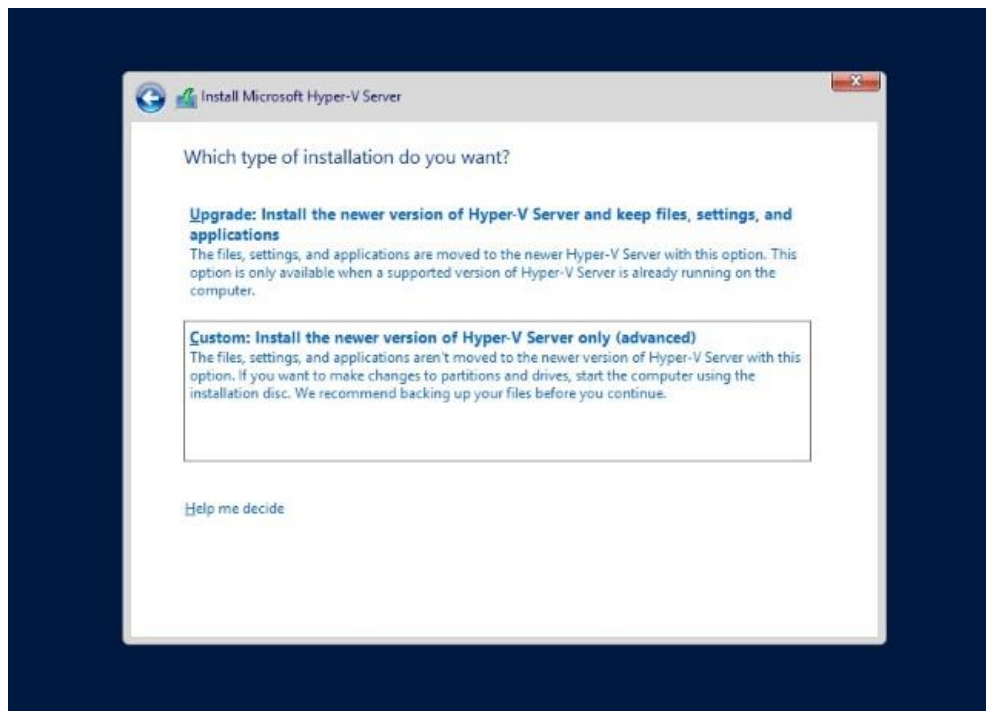 Install Microsoft Hyper-V Server
Which type of installation do you want?
Upgrade: Install the newer version of Hyper-V Server and keep files, settings, and
applications
The files, settings, and applications are moved to the newer Hyper-V Server with this option. This
option is only available when a supported version of Hyper-V Server is already running on the
computer.
Custom: Install the newer version of Hyper-V Server only (advanced)
The files, settings, and applications aren't moved to the newer version of Hyper-V Server with this
option. If you want to make changes to partitions and drives, start the computer using the
installation disc. We recommend backing up your files before you continue.
Help me decide